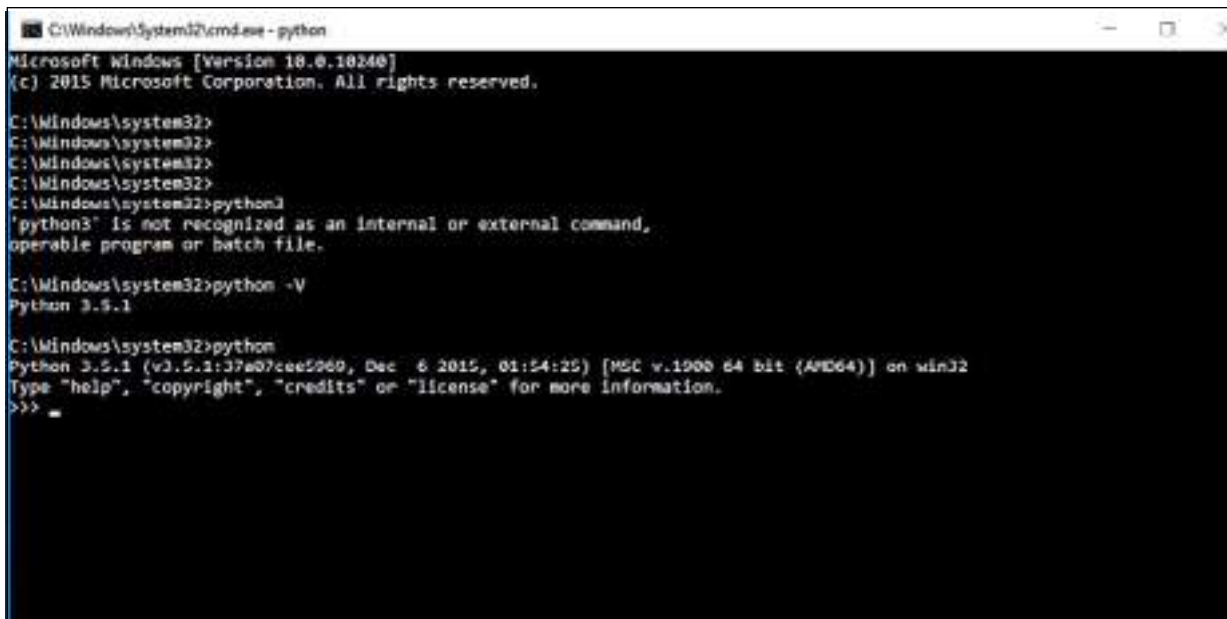 C:\Windows\System32\cmd.exe - python
Microsoft Windows [Version 10.0.10240]
(c) 2015 Microsoft Corporation. All rights reserved.
C:\Windows\system32>
C:\Windows\system32>
C:\Windows\system32>
C:\Windows\system32>
C:\Windows\system32>python3
'python3' is not recognized as an internal or external command,
operable program or batch file.
C:\Windows\system32>python -V
Python 3.5.1
C:\Windows\system32>python
Python 3.5.1 (v3.5.1:37a07cee5969, Dec  6 2015, 01:54:25) [MSC v.1900 64 bit (AMD64)] on win32
Type "help", "copyright", "credits" or "license" for more information.
>>> _